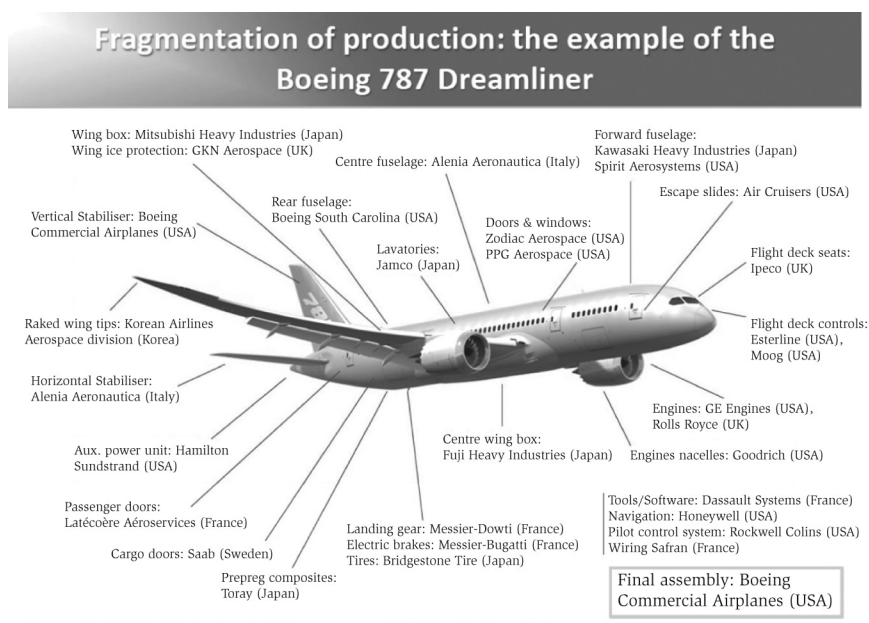 Fragmentation of production: the example of the
Boeing 787 Dreamliner
Wing box: Mitsubishi Heavy Industries (Japan)
Wing ice protection: GKN Aerospace (UK)
Centre fuselage: Alenia Aeronautica (Italy)
Forward fuselage:
Kawasaki Heavy Industries (Japan)
Spirit Aerosystems (USA)
Escape slides: Air Cruisers (USA)
Rear fuselage:
Boeing South Carolina (USA)
Vertical Stabiliser: Boeing
Commercial Airplanes (USA)
Doors & windows:
Zodiac Aerospace (USA)
PPG Aerospace (USA)
Lavatories:
Jamco (Japan)
Flight deck seats:
Ipeco (UK)
787
Raked wing tips: Korean Airlines
Aerospace division (Korea)
Flight deck controls:
Esterline (USA),
Moog (USA)
Horizontal Stabiliser:
Alenia Aeronautica (Italy)
Engines: GE Engines (USA),
Rolls Royce (UK)
Aux. power unit: Hamilton
Sundstrand (USA)
Centre wing box:
Fuji Heavy Industries (Japan)
Engines nacelles: Goodrich (USA)
Passenger doors:
Latécoère Aéroservices (France)
Landing gear: Messier-Dowti (France)
Electric brakes: Messier-Bugatti (France)
Tires: Bridgestone Tire (Japan)
Tools/Software: Dassault Systems (France)
Navigation: Honeywell (USA)
Pilot control system: Rockwell Colins (USA)
Wiring Safran (France)
Cargo doors: Saab (Sweden)
Prepreg composites:
Toray (Japan)
Final assembly: Boeing
Commercial Airplanes (USA)